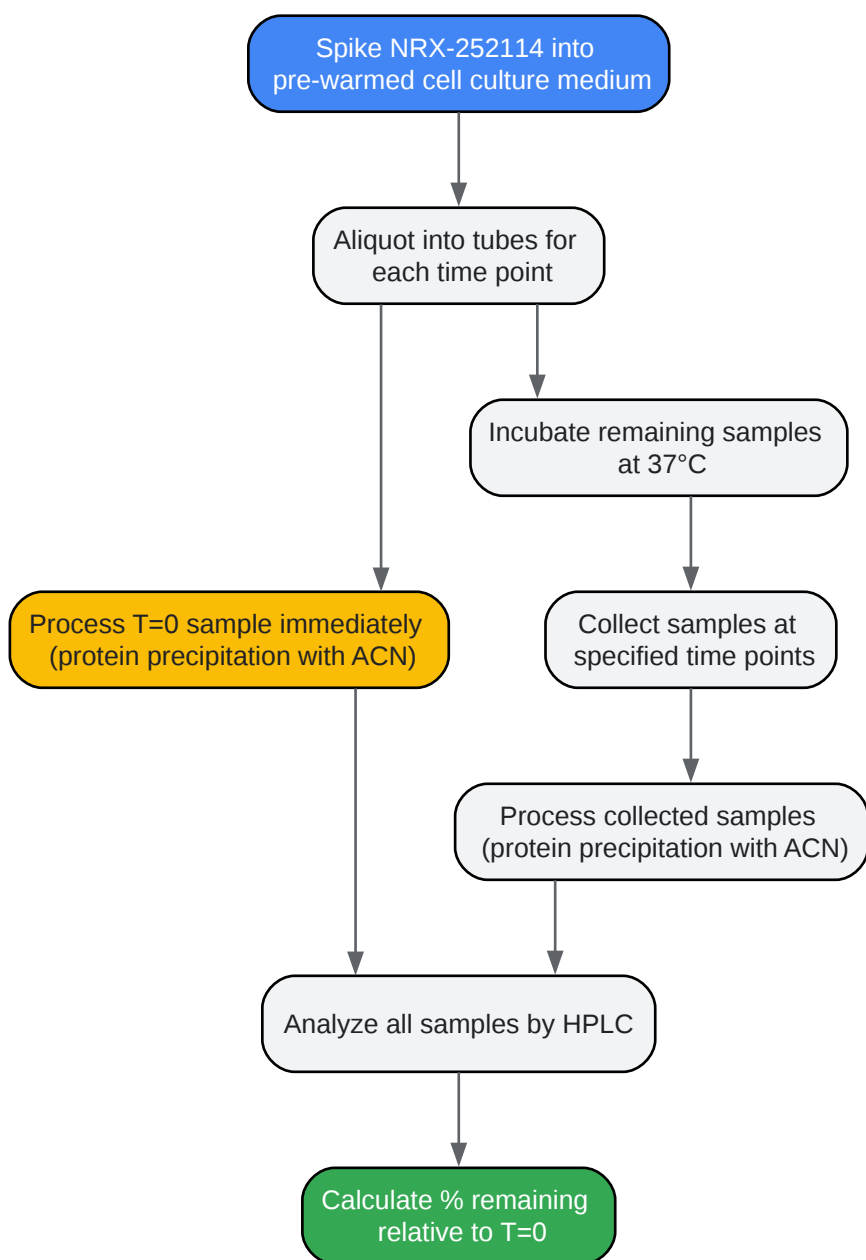 Spike NRX-252114 into
pre-warmed cell culture medium
Aliquot into tubes for
each time point
Incubate remaining samples
at 37°C
Process T=0 sample immediately
(protein precipitation with ACN)
Collect samples at
specified time points
Process collected samples
(protein precipitation with ACN)
Analyze all samples by HPLC
Calculate % remaining
relative to T=0